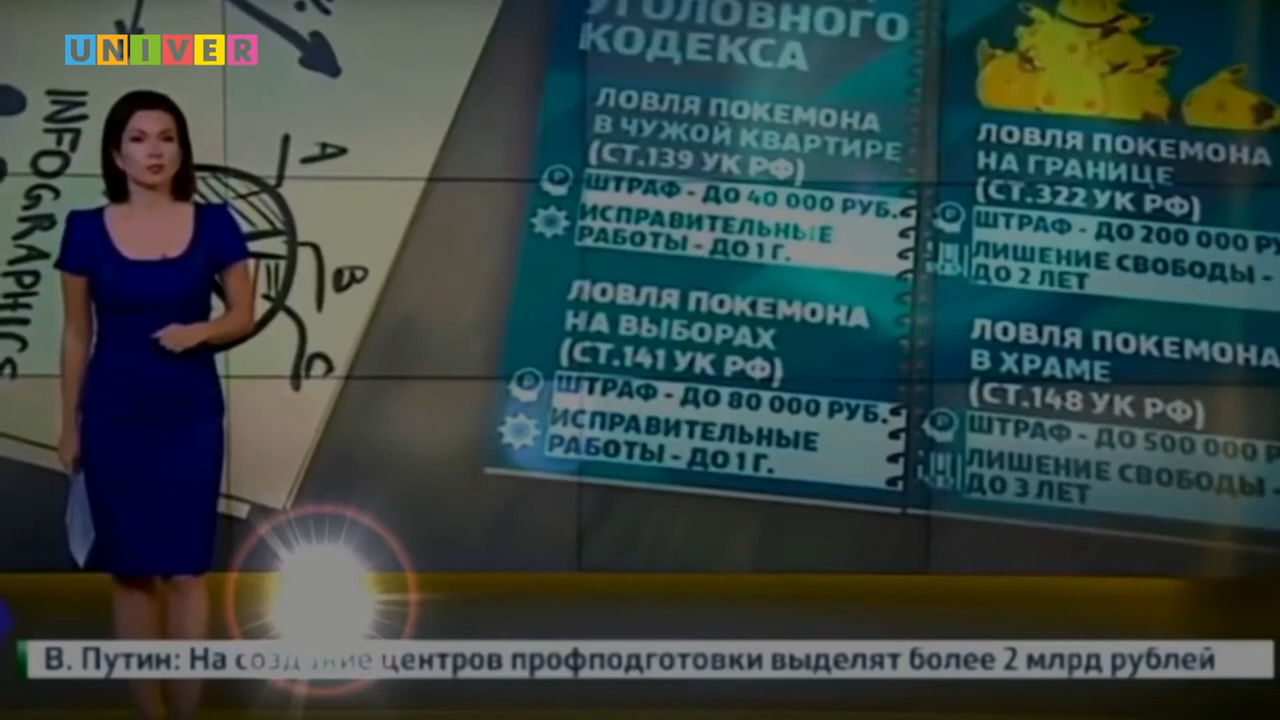 UNIVER
INFOGRAPHICS
A
B
C
УГОЛОВНОГО
КОДЕКСА
ЛОВЛЯ ПОКЕМОНА
В ЧУЖОЙ КВАРТИРЕ
(СТ.139 УК РФ)
ШТРАФ - ДО 40 000 РУБ.
ИСПРАВИТЕЛЬНЫЕ
РАБОТЫ - ДО 1 Г.
ЛОВЛЯ ПОКЕМОНА
НА ВЫБОРАХ
(СТ.141 УК РФ)
ШТРАФ - ДО 80 000 РУБ.
ИСПРАВИТЕЛЬНЫЕ
РАБОТЫ - ДО 1 Г.
ЛОВЛЯ ПОКЕМОНА
НА ГРАНИЦЕ
(СТ.322 УК РФ)
ШТРАФ - ДО 200 000 РУ
ЛИШЕНИЕ СВОБОДЫ -
ДО 2 ЛЕТ
ЛОВЛЯ ПОКЕМОНА
В ХРАМЕ
(СТ.148 УК РФ)
ШТРАФ - ДО 500 000 Р
ЛИШЕНИЕ СВОБОДЫ -
ДО 3 ЛЕТ
В. Путин: На создание центров профподготовки выделят более 2 млрд рублей